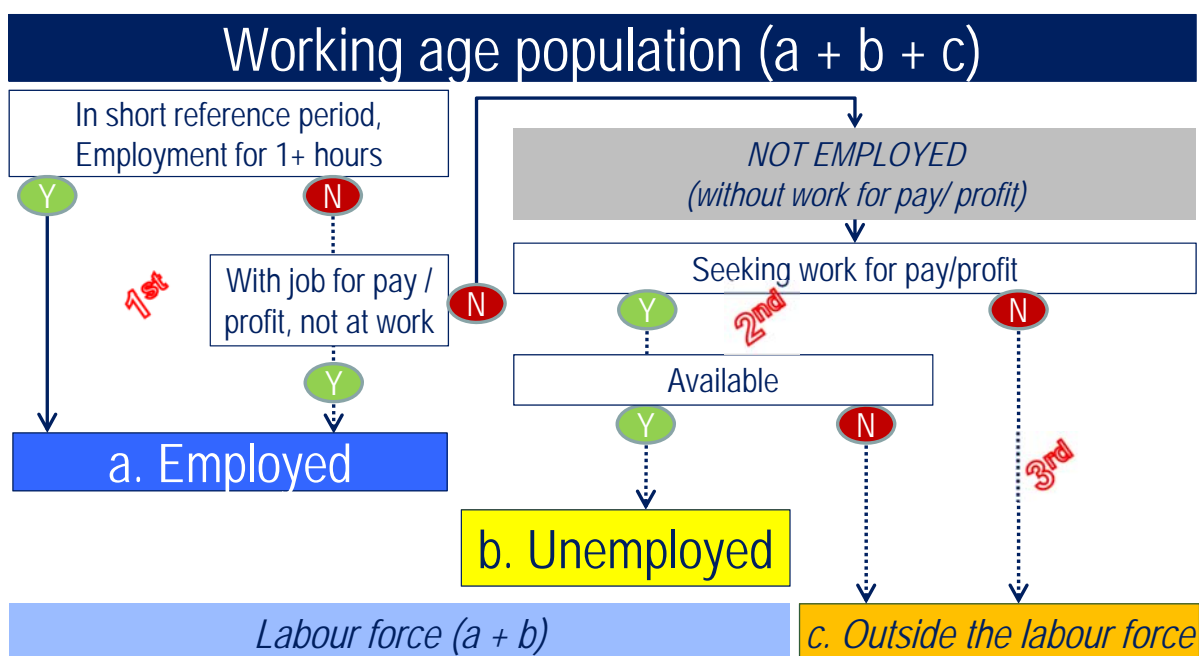 Working age population (a + b + c)
In short reference period,
Employment for 1+ hours
Y
N
1st
With job for pay /
profit, not at work
N
Y
a. Employed
NOT EMPLOYED
(without work for pay/ profit)
Seeking work for pay/profit
Y
2nd
N
Available
Y
N
3rd
b. Unemployed
Labour force (a + b)
c. Outside the labour force